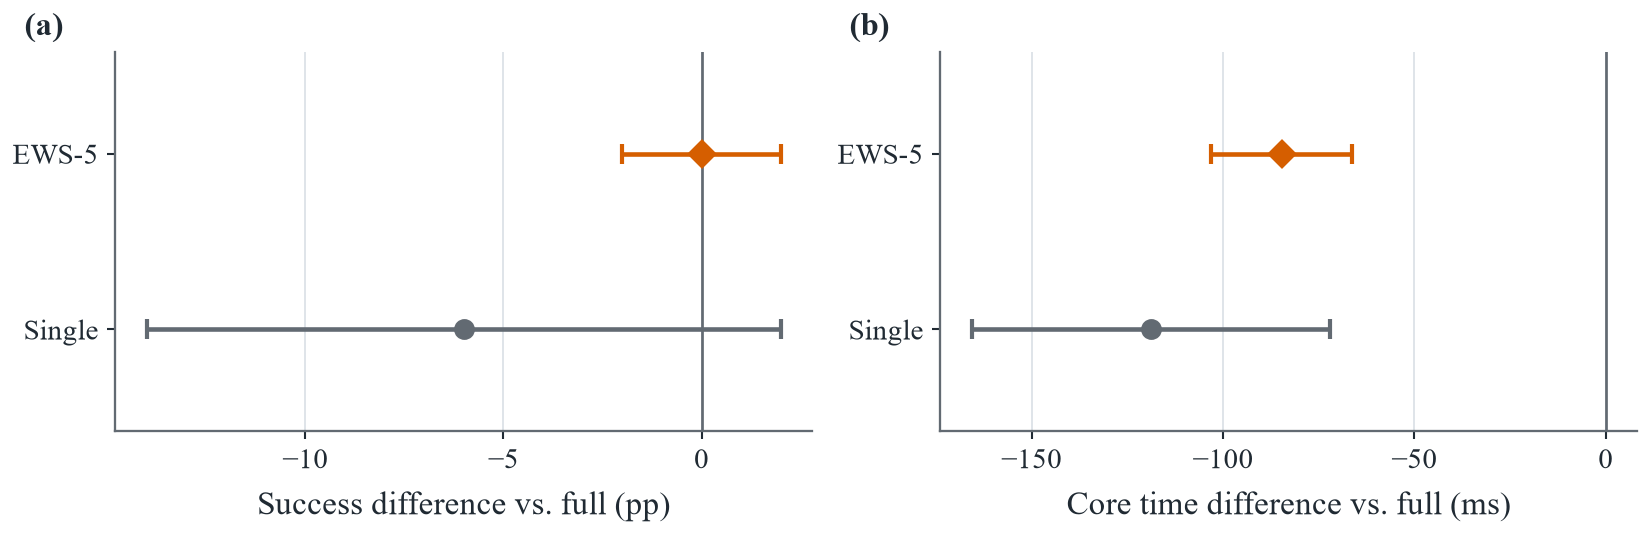 (a)
EWS-5
Single
−10
−5
0
Success difference vs. full (pp)
(b)
EWS-5
Single
−150
−100
−50
0
Core time difference vs. full (ms)